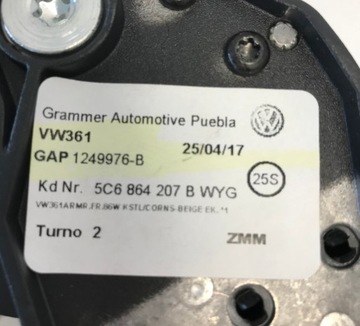 Grammer Automotive Puebla
VW361
25/04/17
GAP 1249976-B
Kd Nr. 5C6 864 207 B WYG
25S
VW361ARMR.FR.86W KSTL/CORNS-BEIGE EK. *1
Turno 2
ZMM